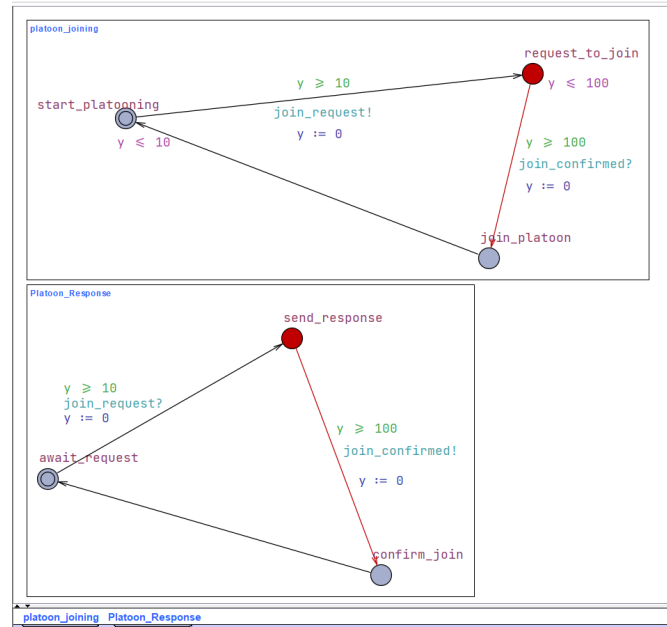 platoon_joining
request_to_join
y ⩾ 10
y ⩽ 100
start_platooning
join_request!
y := 0
y ⩽ 10
y ⩾ 100
join_confirmed?
y := 0
join_platoon
Platoon_Response
send_response
y ⩾ 10
join_request?
y := 0
y ⩾ 100
join_confirmed!
await_request
y := 0
confirm_join
platoon_joining Platoon_Response